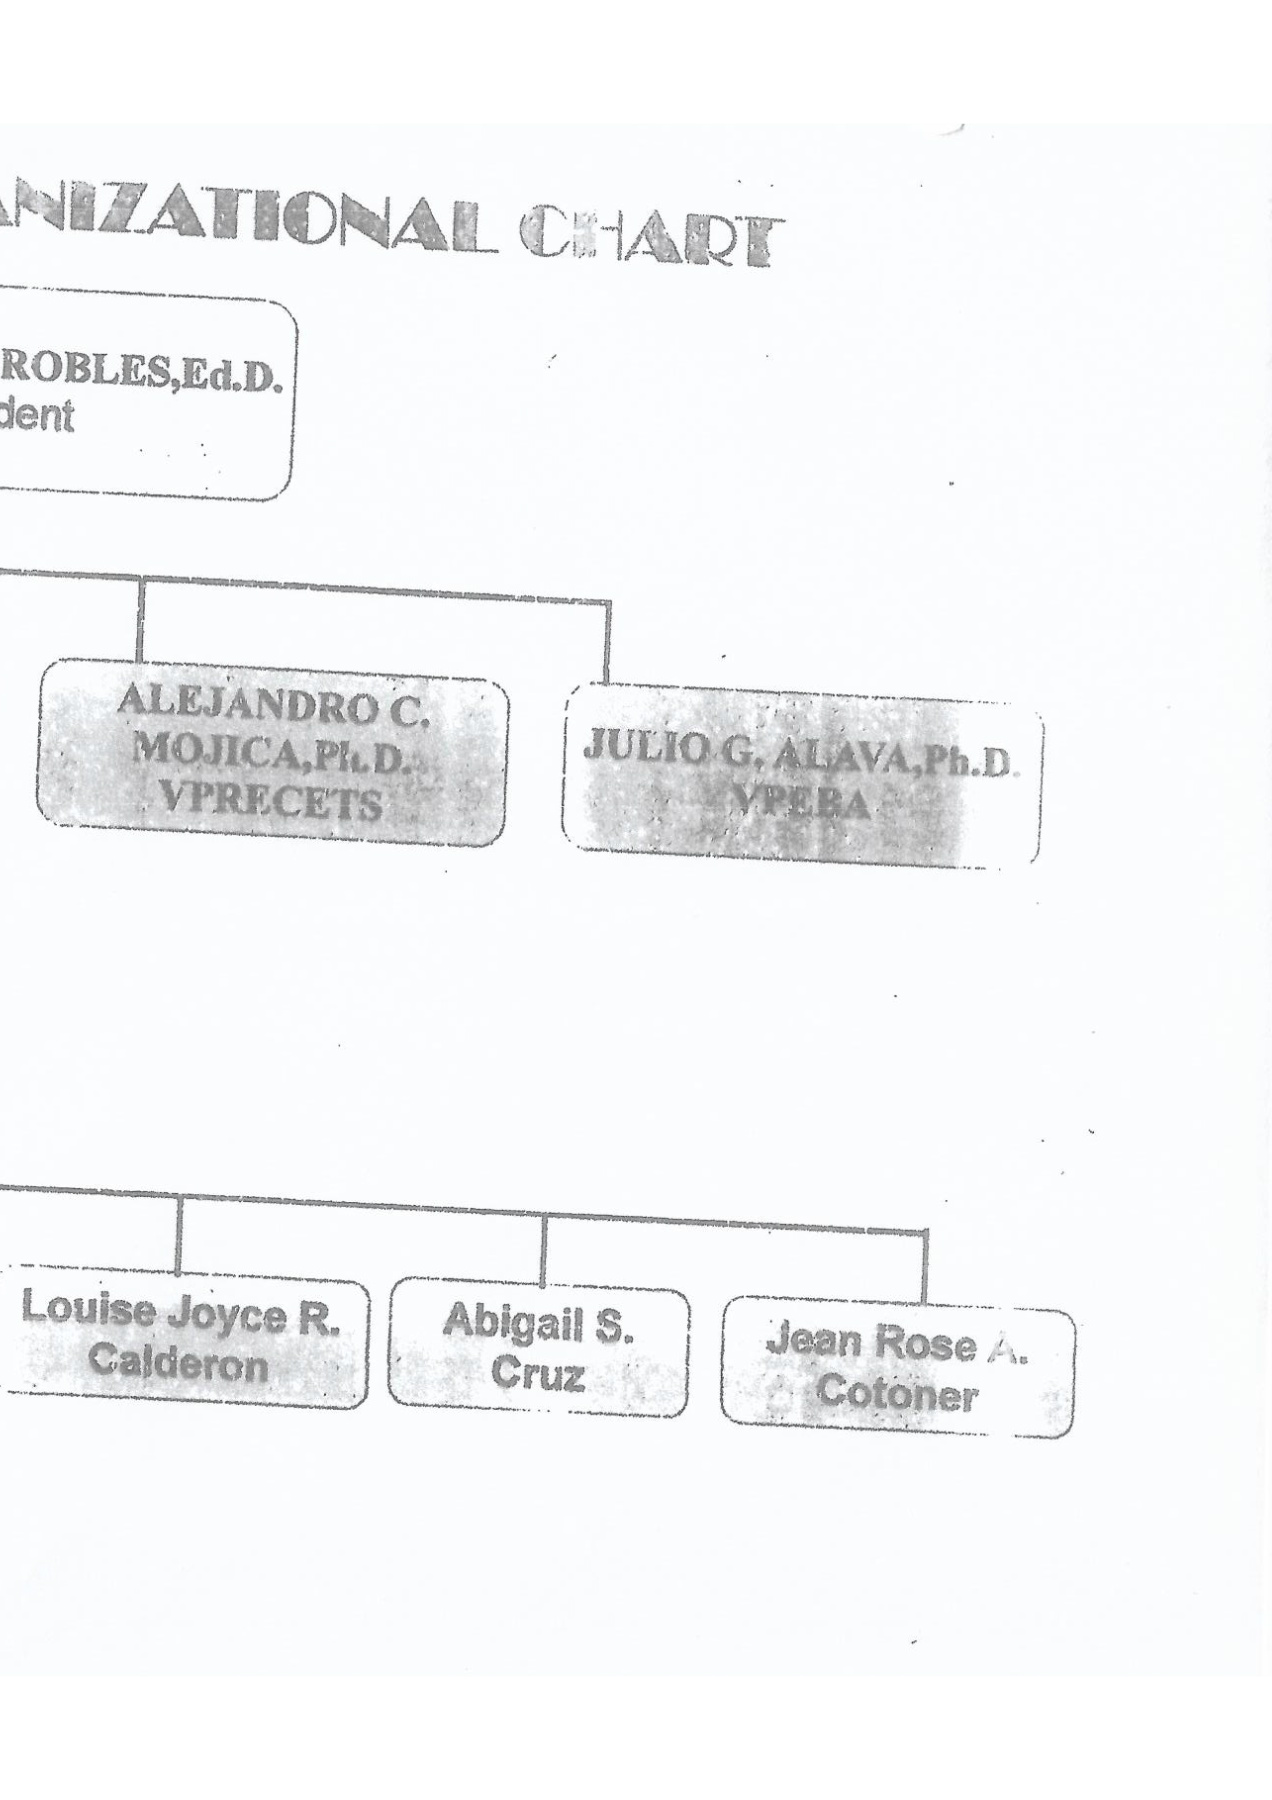 ANIZATIONAL CHART
ROBLES,Ed.D.
dent
ALEJANDRO C.
MOJICA,Ph.D.
VPRECETS
JULIO G. ALAVA,Ph.D.
VPEBA
Louise Joyce R.
Calderon
Abigail S.
Cruz
Jean Rose A.
Cotoner